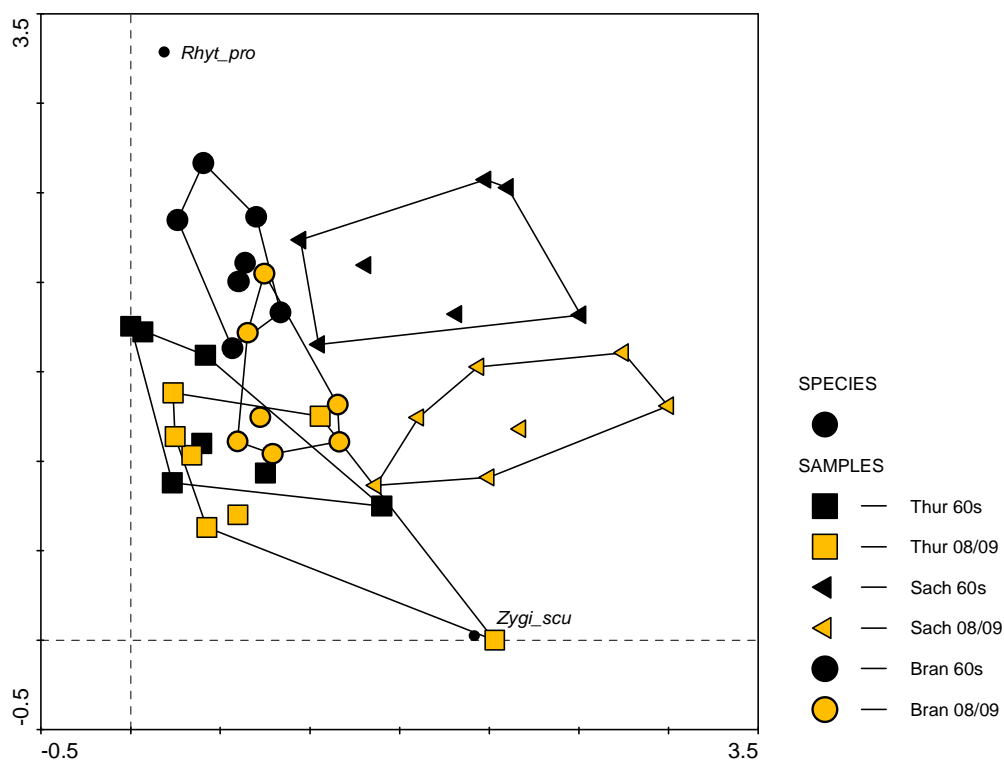 3.5
Rhyt_pro
Zygi_scu
-0.5
-0.5
3.5
SPECIES
SAMPLES
Thur 60s
Thur 08/09
Sach 60s
Sach 08/09
Bran 60s
Bran 08/09